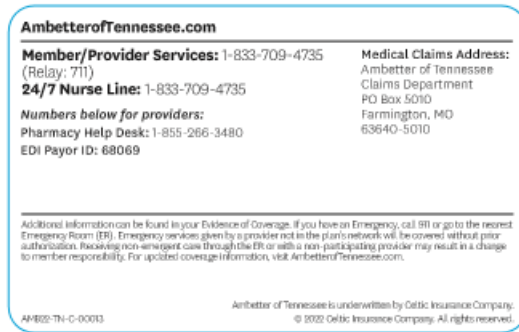 AmbetterofTennessee.com
Member/Provider Services: 1-833-709-4735
(Relay: 711)
24/7 Nurse Line: 1-833-709-4735
Numbers below for providers:
Pharmacy Help Desk: 1-855-266-3480
EDI Payor ID: 68069
Medical Claims Address:
Ambetter of Tennessee
Claims Department
PO Box 5010
Farmington, MO
63640-5010
Additional information can be found in your Evidence of Coverage. If you have an Emergency, call 911 or go to the nearest
Emergency Room (ER). Emergency services given by a provider not in the plan's network will be covered without prior
authorization. Receiving non-emergent care through the ER or with a non-participating provider may result in a change
to member responsibility. For updated coverage information, visit AmbetterofTennessee.com.
AMB22-TN-C-00013
Ambetter of Tennessee is underwritten by Celtic Insurance Company.
© 2022 Celtic Insurance Company. All rights reserved.